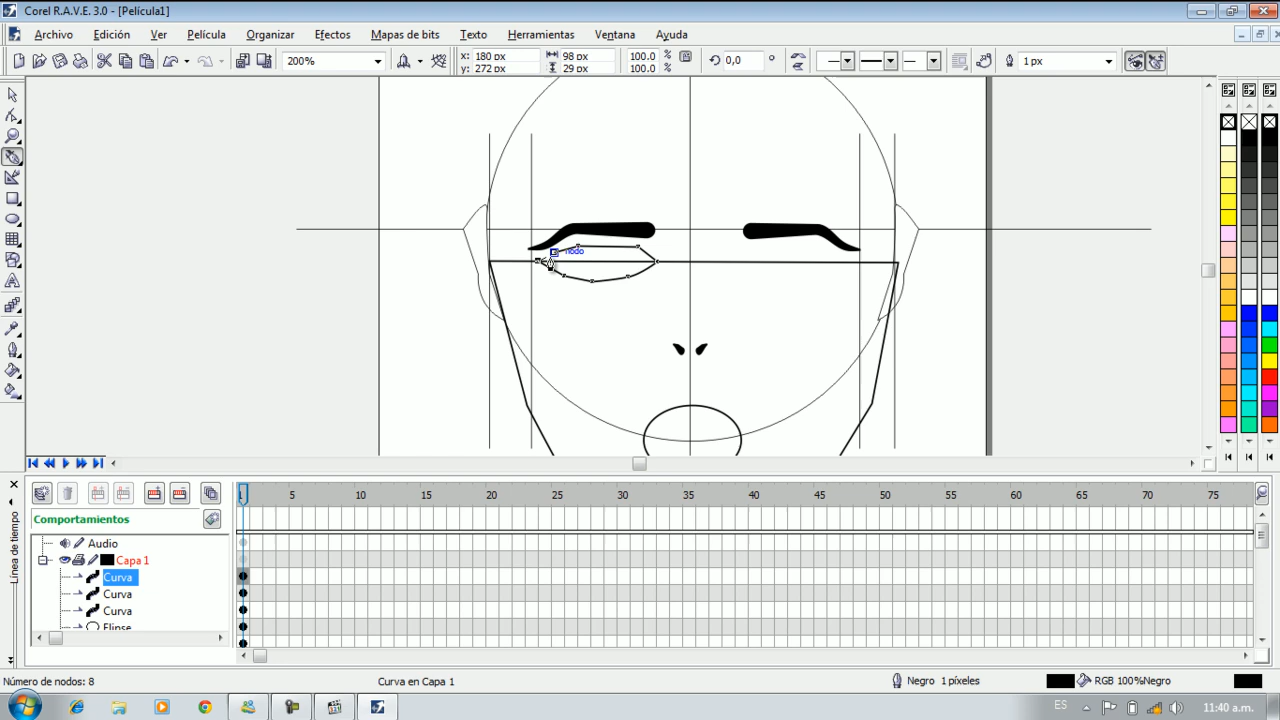 Corel R.A.V.E. 3.0 - [Película1]
Archivo Edición Ver Película Organizar Efectos Mapas de bits Texto Herramientas Ventana Ayuda
200% x: 180 px 98 px 100.0 % 0,0 ° 1 px
y: 272 px 29 px 100.0 %
nodo
1 5 10 15 20 25 30 35 40 45 50 55 60 65 70 75
Comportamientos
Línea de tiempo
Audio
Capa 1
Curva
Curva
Curva
Elipse
Número de nodos: 8 Curva en Capa 1 Negro 1 píxeles RGB 100%Negro
ES 11:40 a.m.